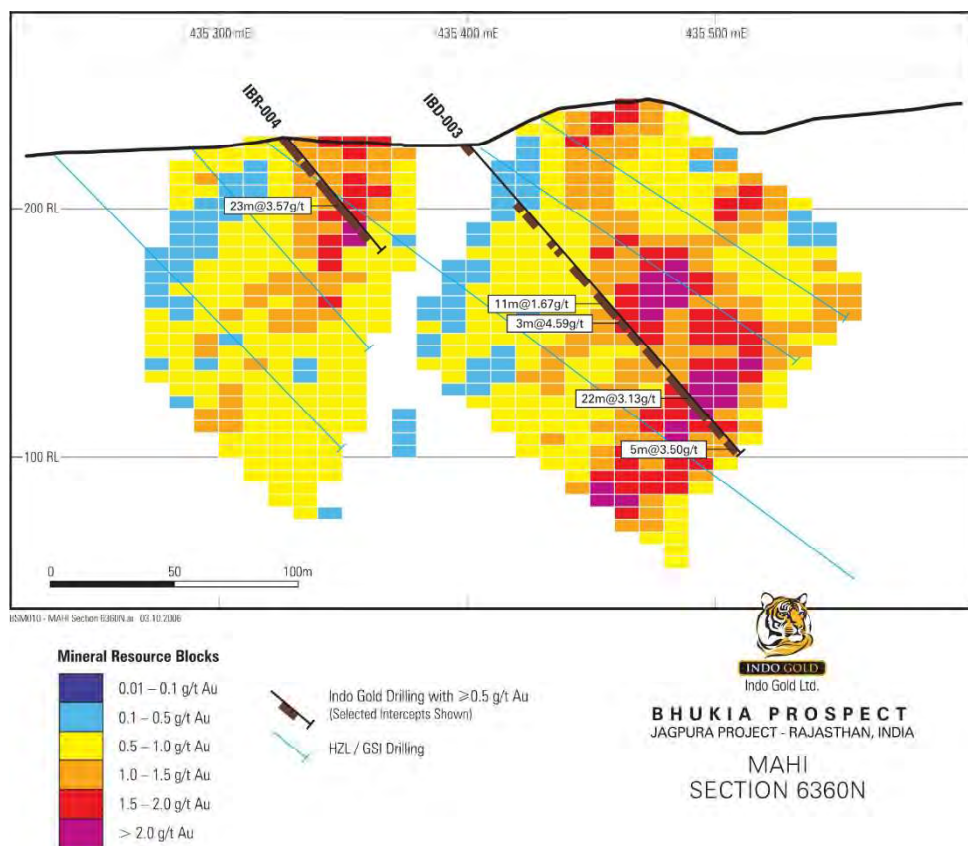 435 300 mE
435 400 mE
435 500 mE
IBR-004
IBD-003
200 RL
23m@3.57g/t
11m@1.67g/t
3m@4.59g/t
22m@3.13g/t
5m@3.50g/t
100 RL
0 50 100m
BSM010 - MAHI Section 6360N.ai 03.10.2006
Mineral Resource Blocks
0.01 – 0.1 g/t Au
0.1 – 0.5 g/t Au
0.5 – 1.0 g/t Au
1.0 – 1.5 g/t Au
1.5 – 2.0 g/t Au
> 2.0 g/t Au
Indo Gold Drilling with ≥0.5 g/t Au
(Selected Intercepts Shown)
HZL / GSI Drilling
INDO GOLD
Indo Gold Ltd.
BHUKIA PROSPECT
JAGPURA PROJECT - RAJASTHAN, INDIA
MAHI
SECTION 6360N